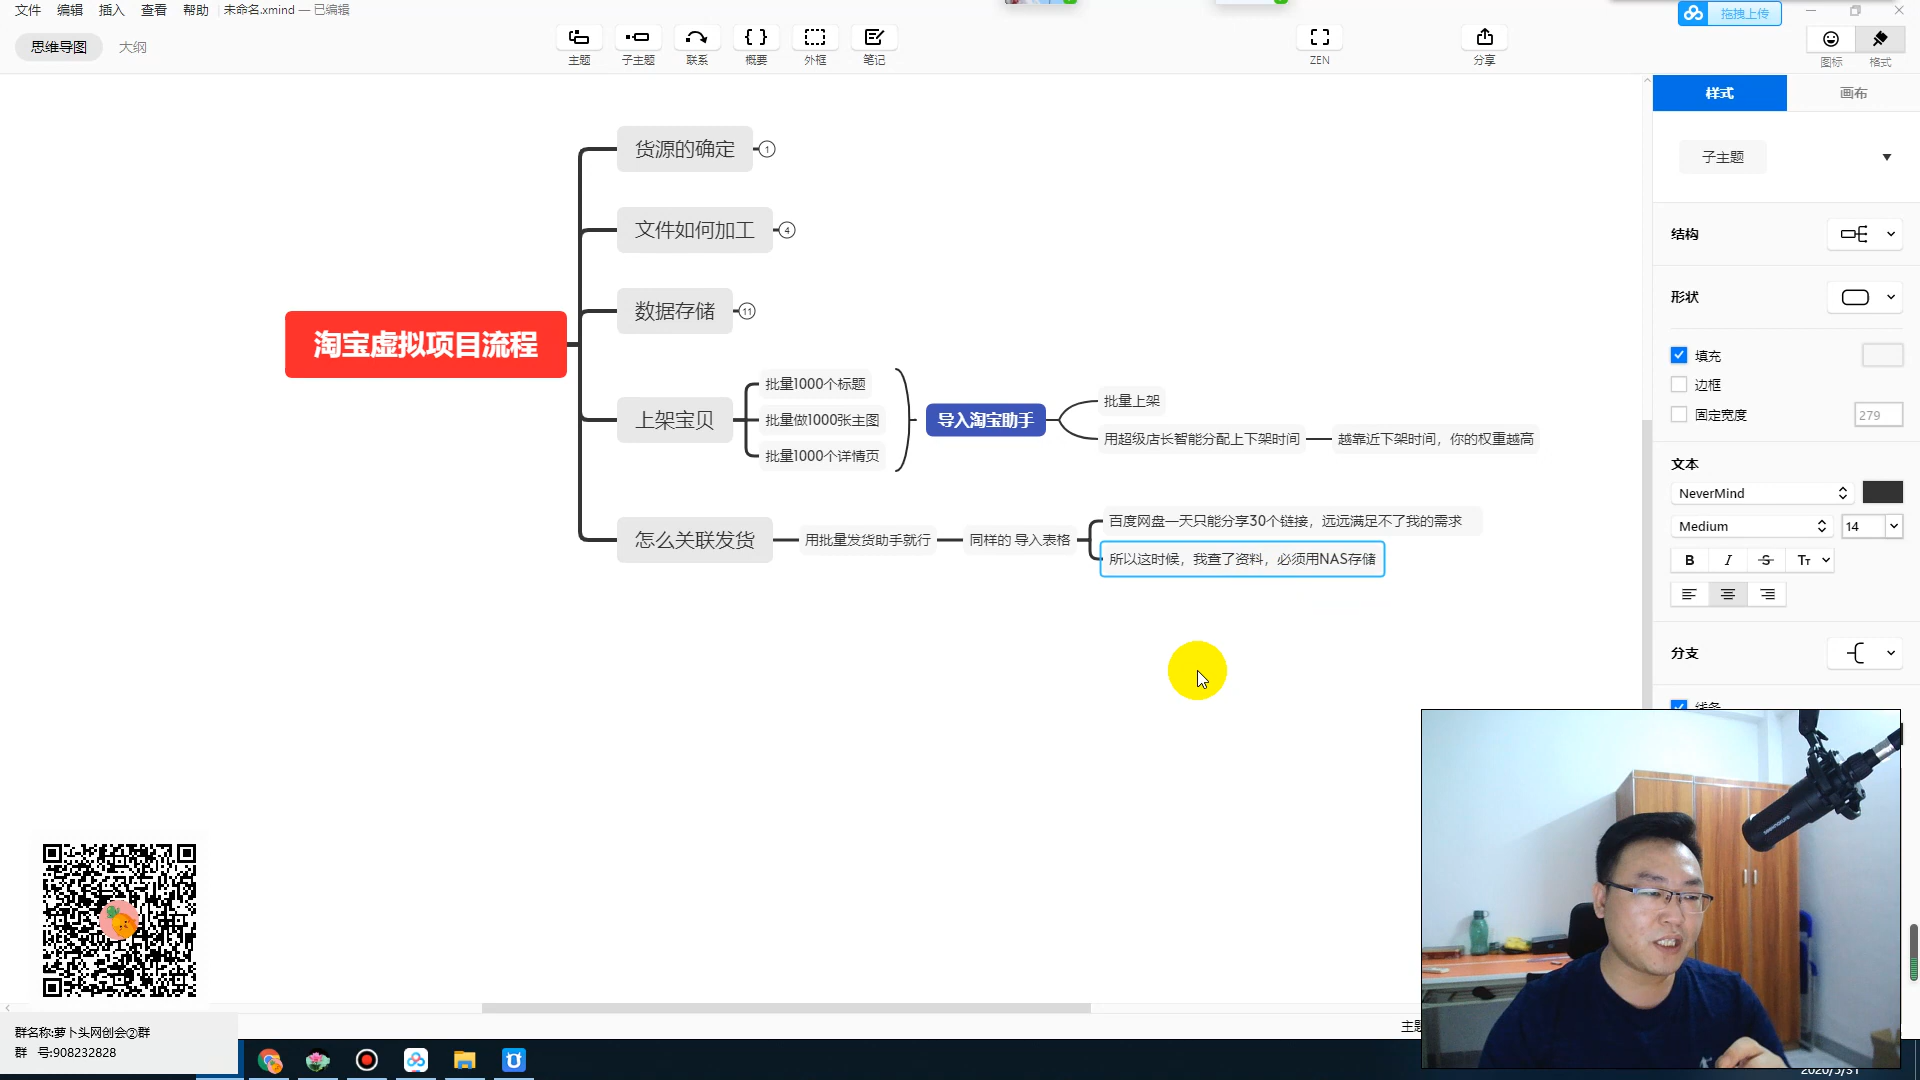 文件 编辑 插入 查看 帮助 未命名.xmind — 已编辑
拖拽上传
思维导图 大纲
主题 子主题 联系 概要 外框 笔记 ZEN 分享 图标 格式
样式 画布
子主题
结构
形状
填充
边框
固定宽度 279
文本
NeverMind
Medium 14
B I S Tт
分支
线条
淘宝虚拟项目流程
货源的确定 1
文件如何加工 4
数据存储 11
上架宝贝
批量1000个标题
批量做1000张主图
批量1000个详情页
导入淘宝助手
批量上架
用超级店长智能分配上下架时间 越靠近下架时间，你的权重越高
怎么关联发货 用批量发货助手就行 同样的 导入表格
百度网盘一天只能分享30个链接，远远满足不了我的需求
所以这时候，我查了资料，必须用NAS存储
群名称:萝卜头网创会②群
群 号:908232828
主题
2020/5/31